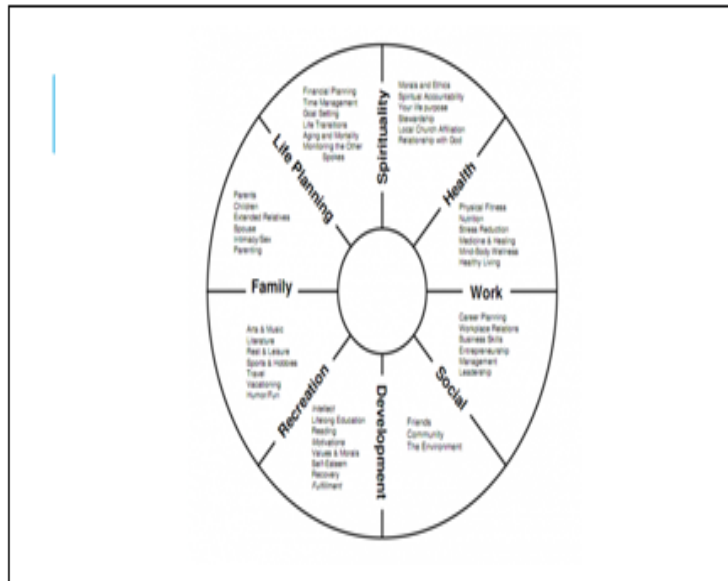 Spirituality
Morals and Ethics
Spiritual Accountability
Your life purpose
Stewardship
Local Church Affiliation
Relationship with God
Health
Physical Fitness
Nutrition
Stress Reduction
Medicine & Healing
Mind-Body Wellness
Healthy Living
Work
Career Planning
Workplace Relations
Business Skills
Entrepreneurship
Management
Leadership
Social
Friends
Community
The Environment
Development
Intellect
Lifelong Education
Reading
Motivations
Values & Morals
Self-Esteem
Recovery
Fulfillment
Recreation
Arts & Music
Literature
Rest & Leisure
Sports & Hobbies
Travel
Vacationing
Humor/Fun
Family
Parents
Children
Extended Relatives
Spouse
Intimacy/Sex
Parenting
Life Planning
Financial Planning
Time Management
Goal Setting
Life Transitions
Aging and Mortality
Monitoring the Other
Spokes